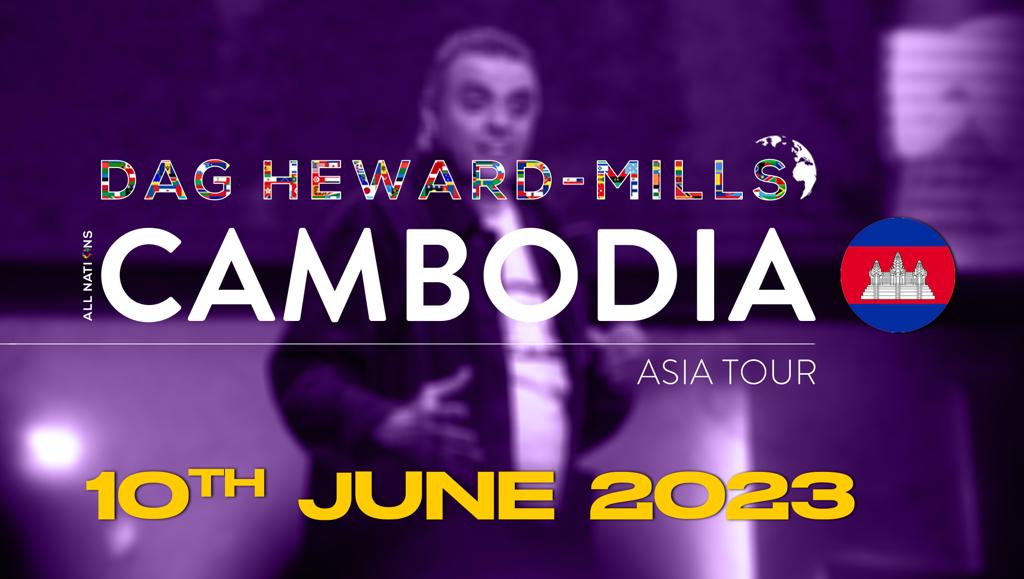 DAG HEWARD-MILLS
ALL NATIONS
CAMBODIA
ASIA TOUR
10TH JUNE 2023